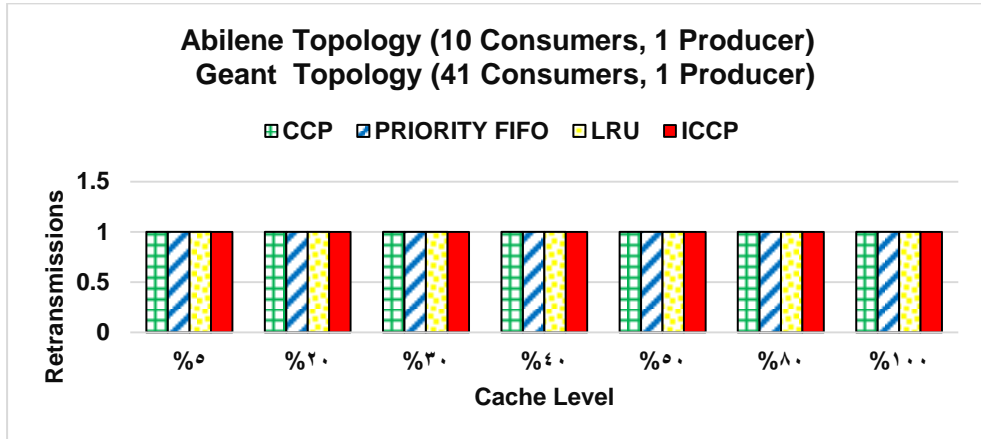 Abilene Topology (10 Consumers, 1 Producer)
Geant Topology (41 Consumers, 1 Producer)
CCP PRIORITY FIFO LRU ICCP
Retransmissions
1.5
1
0.5
0
%٥ %٢٠ %٣٠ %٤٠ %٥٠ %٨٠ %١٠٠
Cache Level